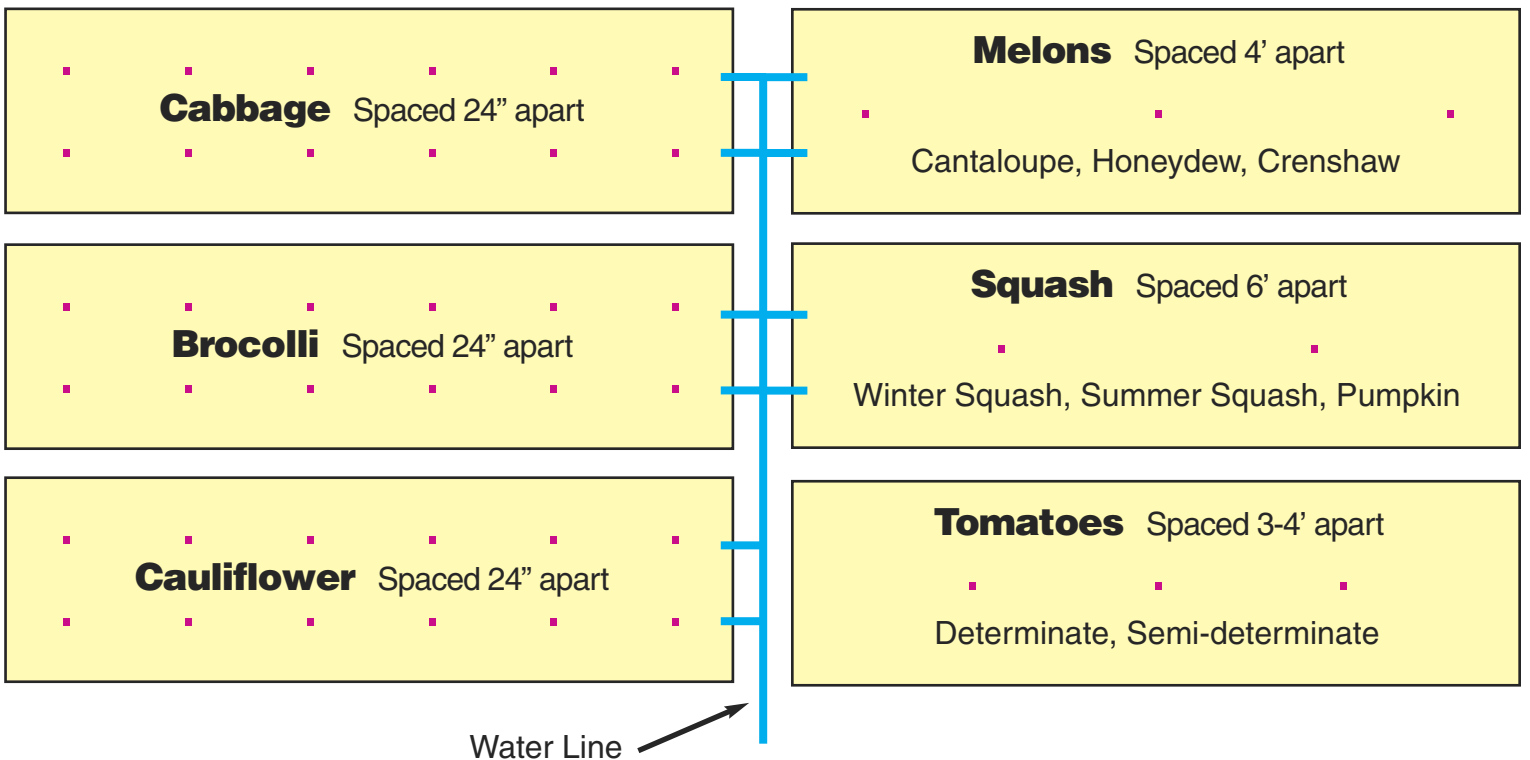 Cabbage Spaced 24” apart
Melons Spaced 4’ apart
Cantaloupe, Honeydew, Crenshaw
Brocolli Spaced 24” apart
Squash Spaced 6’ apart
Winter Squash, Summer Squash, Pumpkin
Cauliflower Spaced 24” apart
Tomatoes Spaced 3-4’ apart
Determinate, Semi-determinate
Water Line